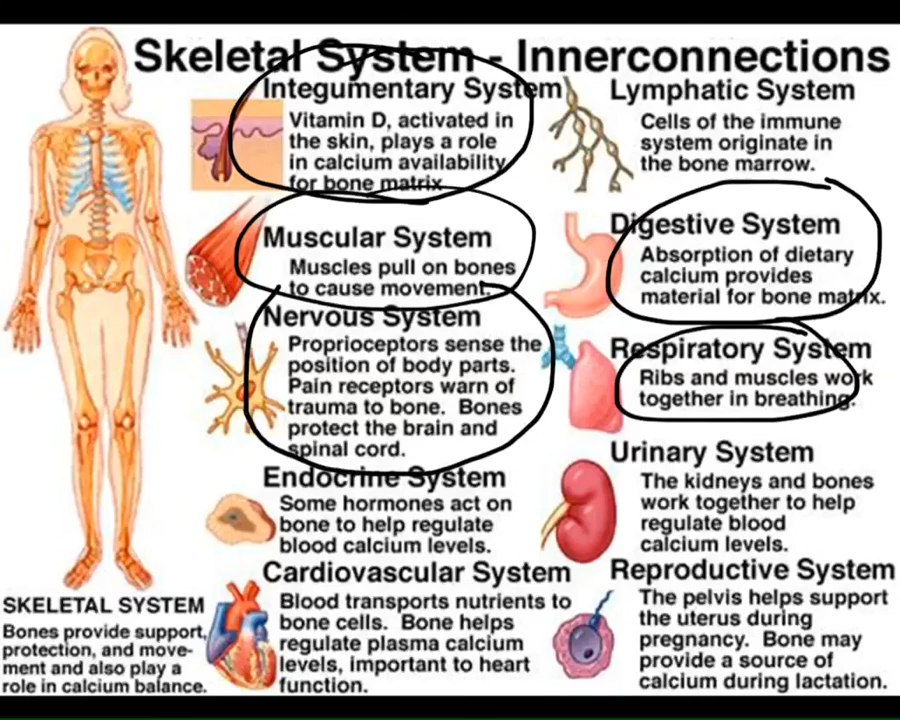 Skeletal System - Innerconnections
Integumentary System
Vitamin D, activated in
the skin, plays a role
in calcium availability
for bone matrix
Muscular System
Muscles pull on bones
to cause movement.
Nervous System
Proprioceptors sense the
position of body parts.
Pain receptors warn of
trauma to bone. Bones
protect the brain and
spinal cord.
Endocrine System
Some hormones act on
bone to help regulate
blood calcium levels.
Cardiovascular System
Blood transports nutrients to
bone cells. Bone helps
regulate plasma calcium
levels, important to heart
function.
Lymphatic System
Cells of the immune
system originate in
the bone marrow.
Digestive System
Absorption of dietary
calcium provides
material for bone matrix.
Respiratory System
Ribs and muscles work
together in breathing.
Urinary System
The kidneys and bones
work together to help
regulate blood
calcium levels.
Reproductive System
The pelvis helps support
the uterus during
pregnancy. Bone may
provide a source of
calcium during lactation.
SKELETAL SYSTEM
Bones provide support,
protection, and move-
ment and also play a
role in calcium balance.